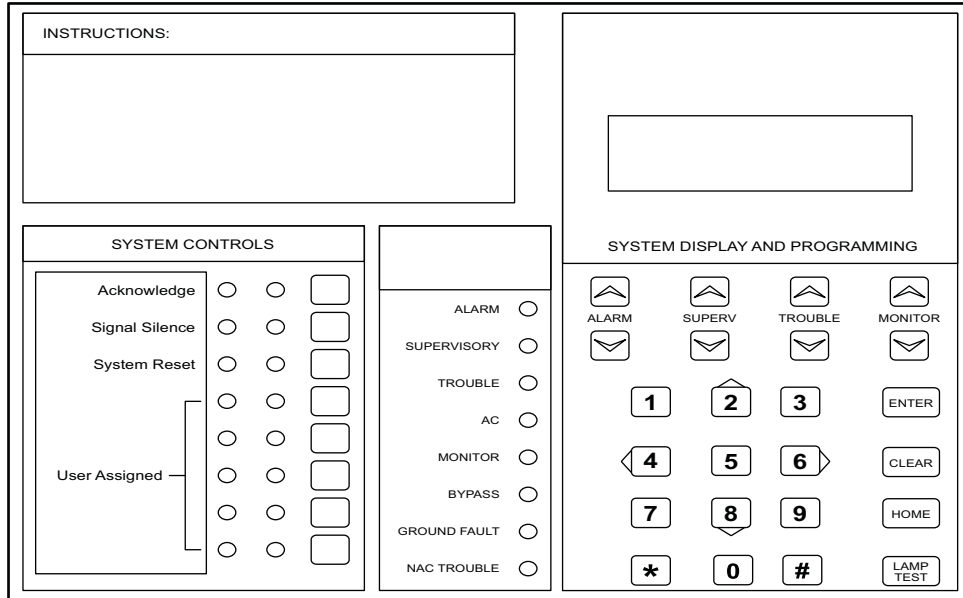 INSTRUCTIONS:
SYSTEM CONTROLS
Acknowledge
Signal Silence
System Reset
User Assigned
ALARM
SUPERVISORY
TROUBLE
AC
MONITOR
BYPASS
GROUND FAULT
NAC TROUBLE
SYSTEM DISPLAY AND PROGRAMMING
ALARM SUPERV TROUBLE MONITOR
1 2 3 ENTER
4 5 6 CLEAR
7 8 9 HOME
* 0 # LAMP
TEST